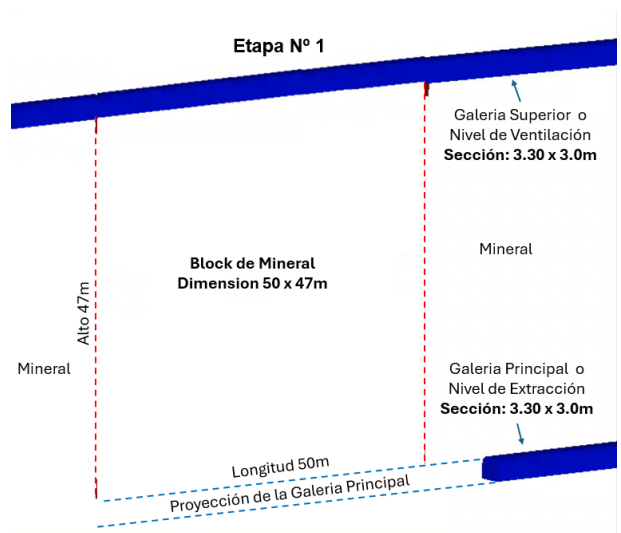 Etapa Nº 1
Galeria Superior o
Nivel de Ventilación
Sección: 3.30 x 3.0m
Block de Mineral
Dimension 50 x 47m
Mineral
Alto 47m
Mineral
Galeria Principal o
Nivel de Extracción
Sección: 3.30 x 3.0m
Longitud 50m
Proyección de la Galeria Principal